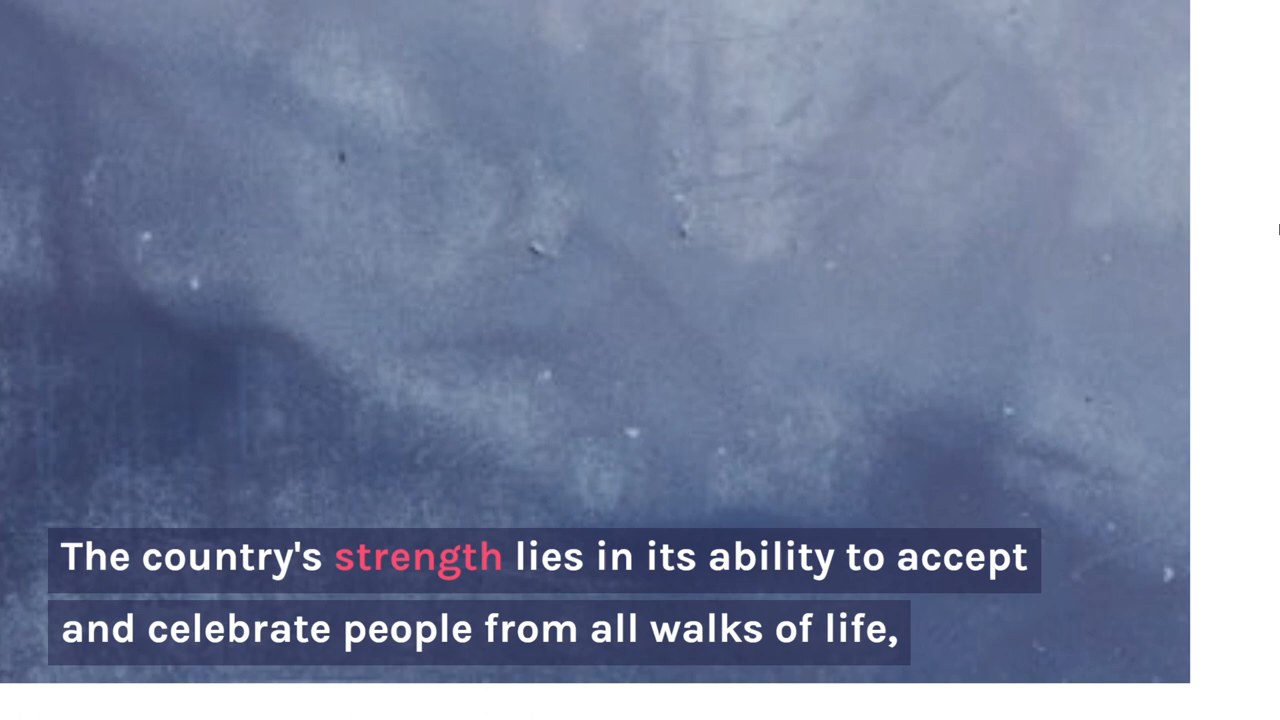 The country's strength lies in its ability to accept
and celebrate people from all walks of life,